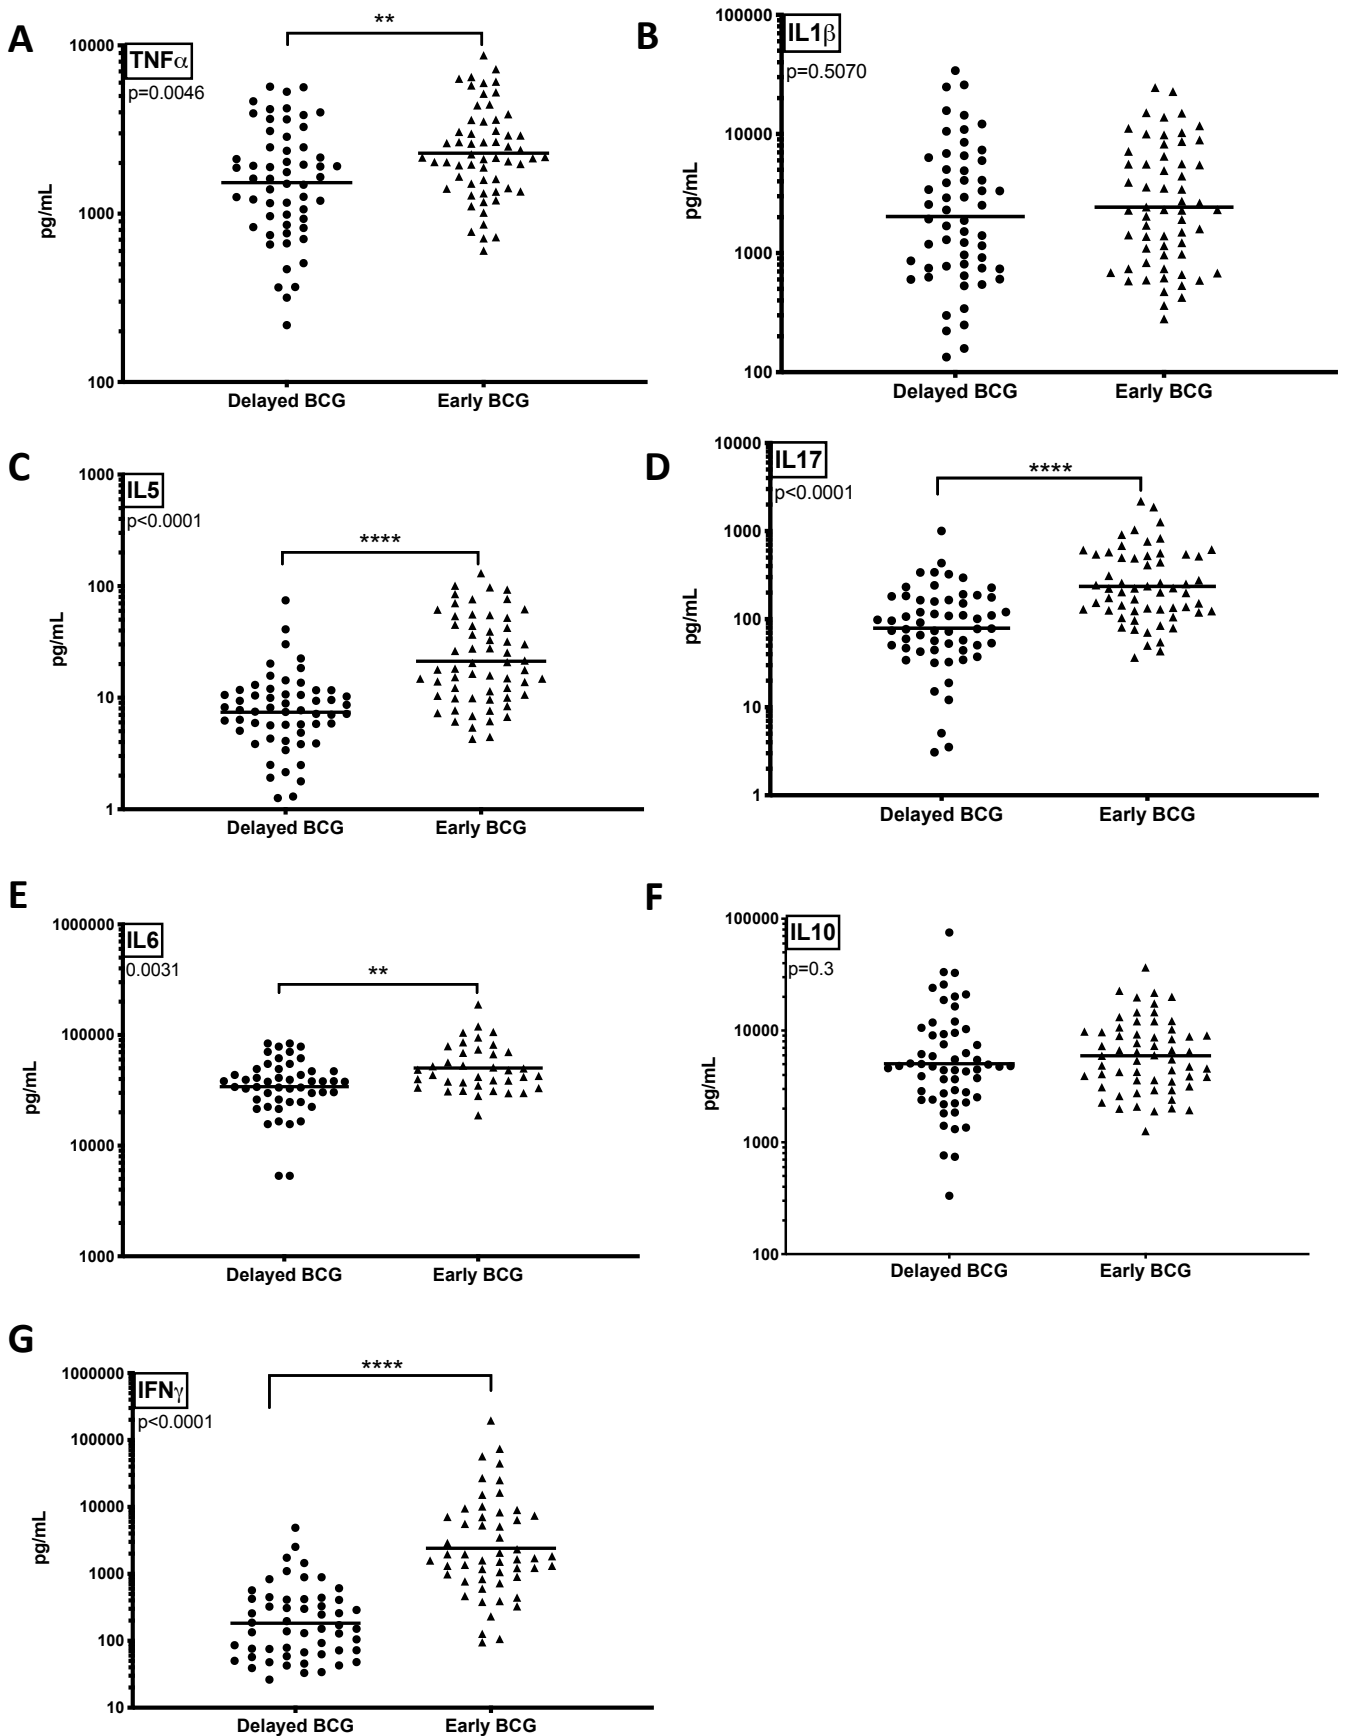 A
**
10000
TNFα
p=0.0046
1000
100
pg/mL
Delayed BCG
Early BCG
B
100000
IL1β
p=0.5070
10000
1000
100
pg/mL
Delayed BCG
Early BCG
C
1000
IL5
p<0.0001
****
100
10
1
pg/mL
Delayed BCG
Early BCG
D
10000
IL17
p<0.0001
****
1000
100
10
1
pg/mL
Delayed BCG
Early BCG
E
1000000
IL6
0.0031
**
100000
10000
1000
pg/mL
Delayed BCG
Early BCG
F
100000
IL10
p=0.3
10000
1000
100
pg/mL
Delayed BCG
Early BCG
G
1000000
IFNγ
p<0.0001
****
100000
10000
1000
100
10
pg/mL
Delayed BCG
Early BCG